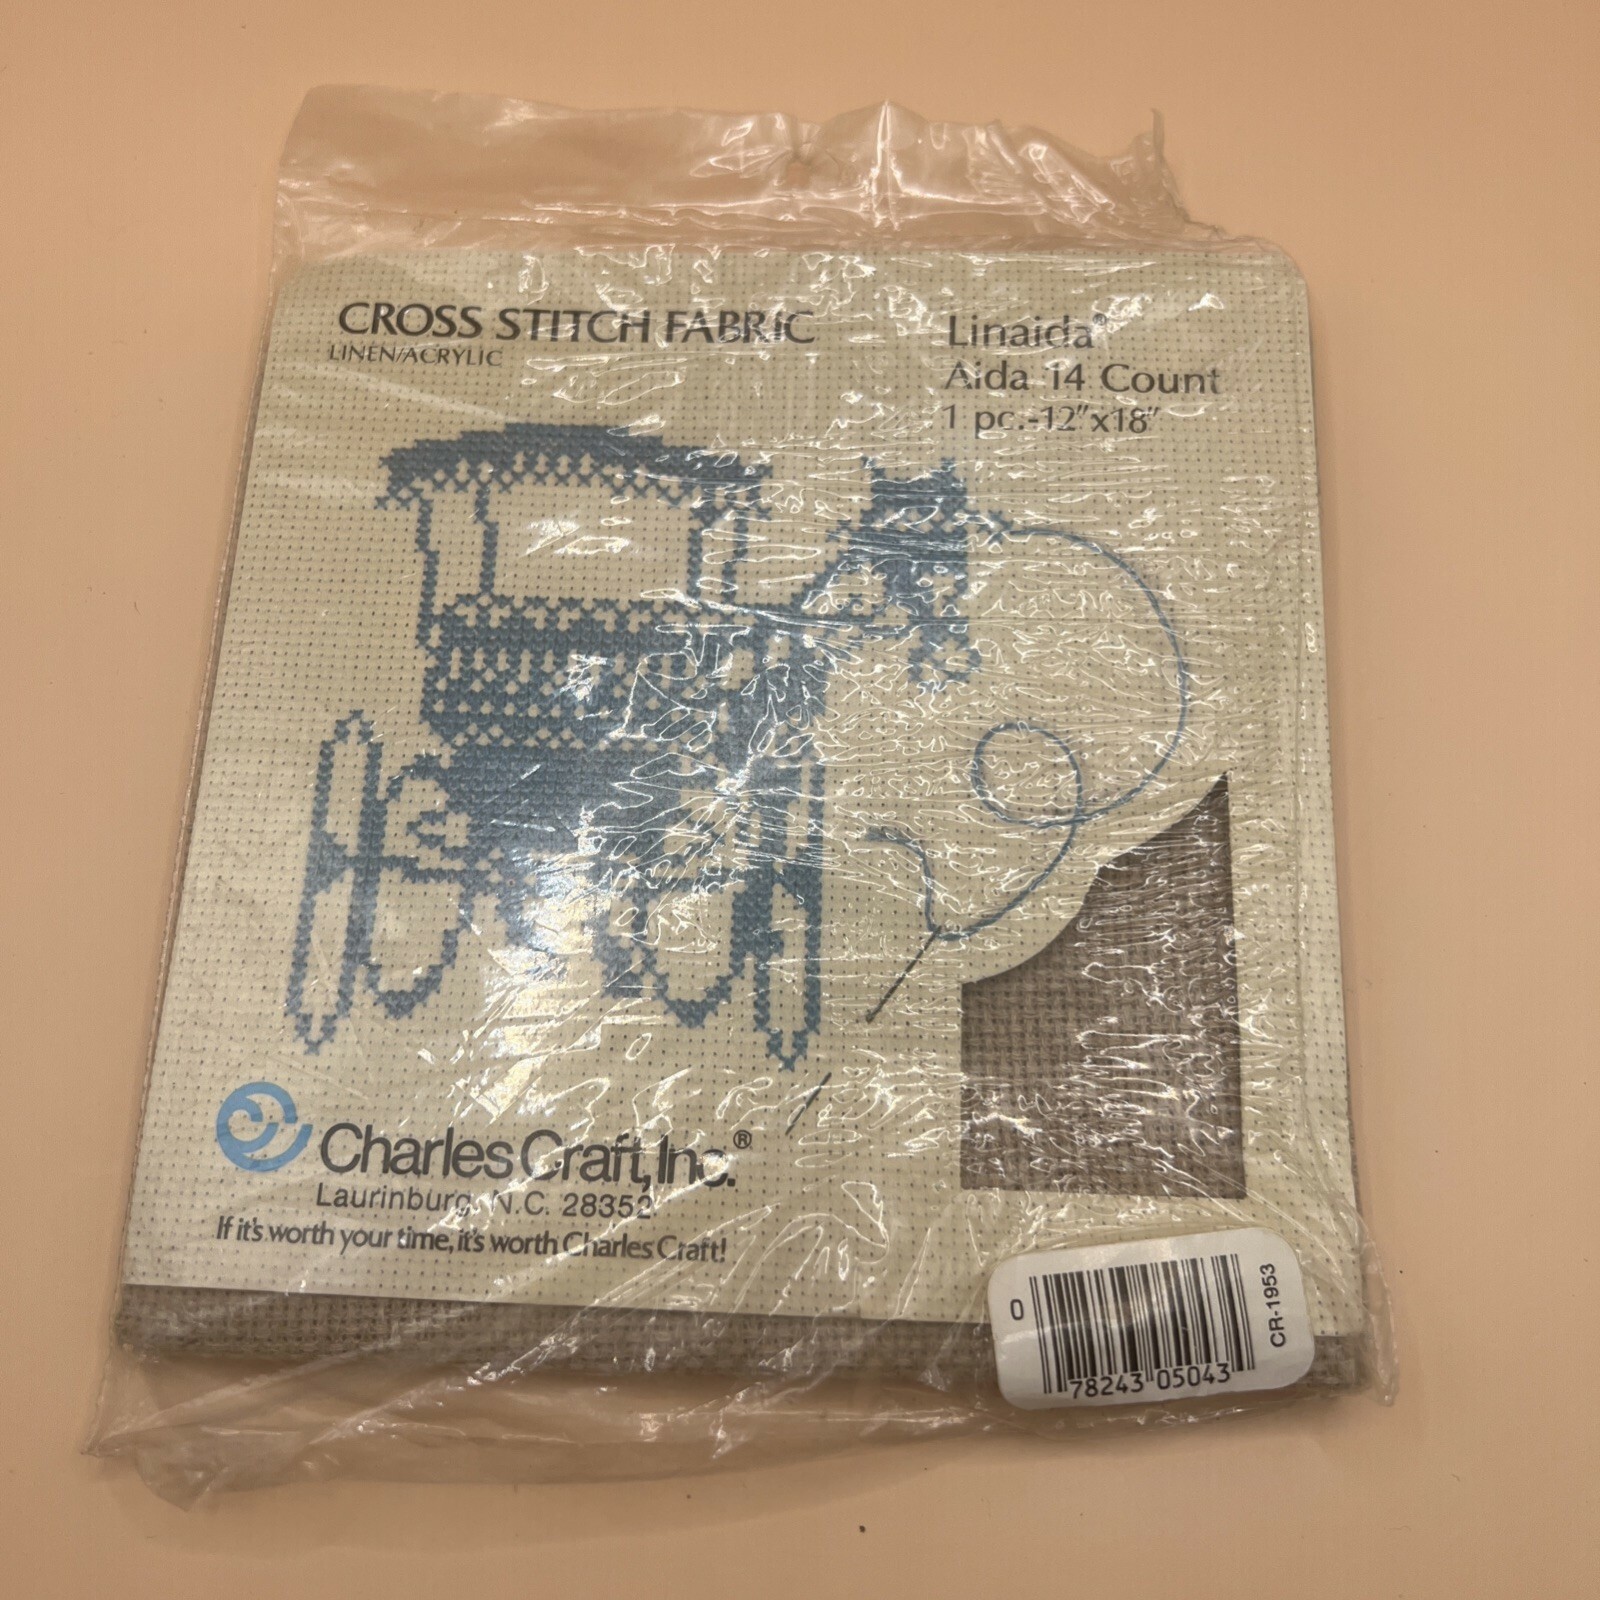 CROSS STITCH FABRIC
LINEN/ACRYLIC
Linaida®
Aida 14 Count
1 pc.-12"x18"
Charles Craft, Inc.®
Laurinburg, N.C. 28352
If it's worth your time, it's worth Charles Craft!
0 78243 05043
CR-1953